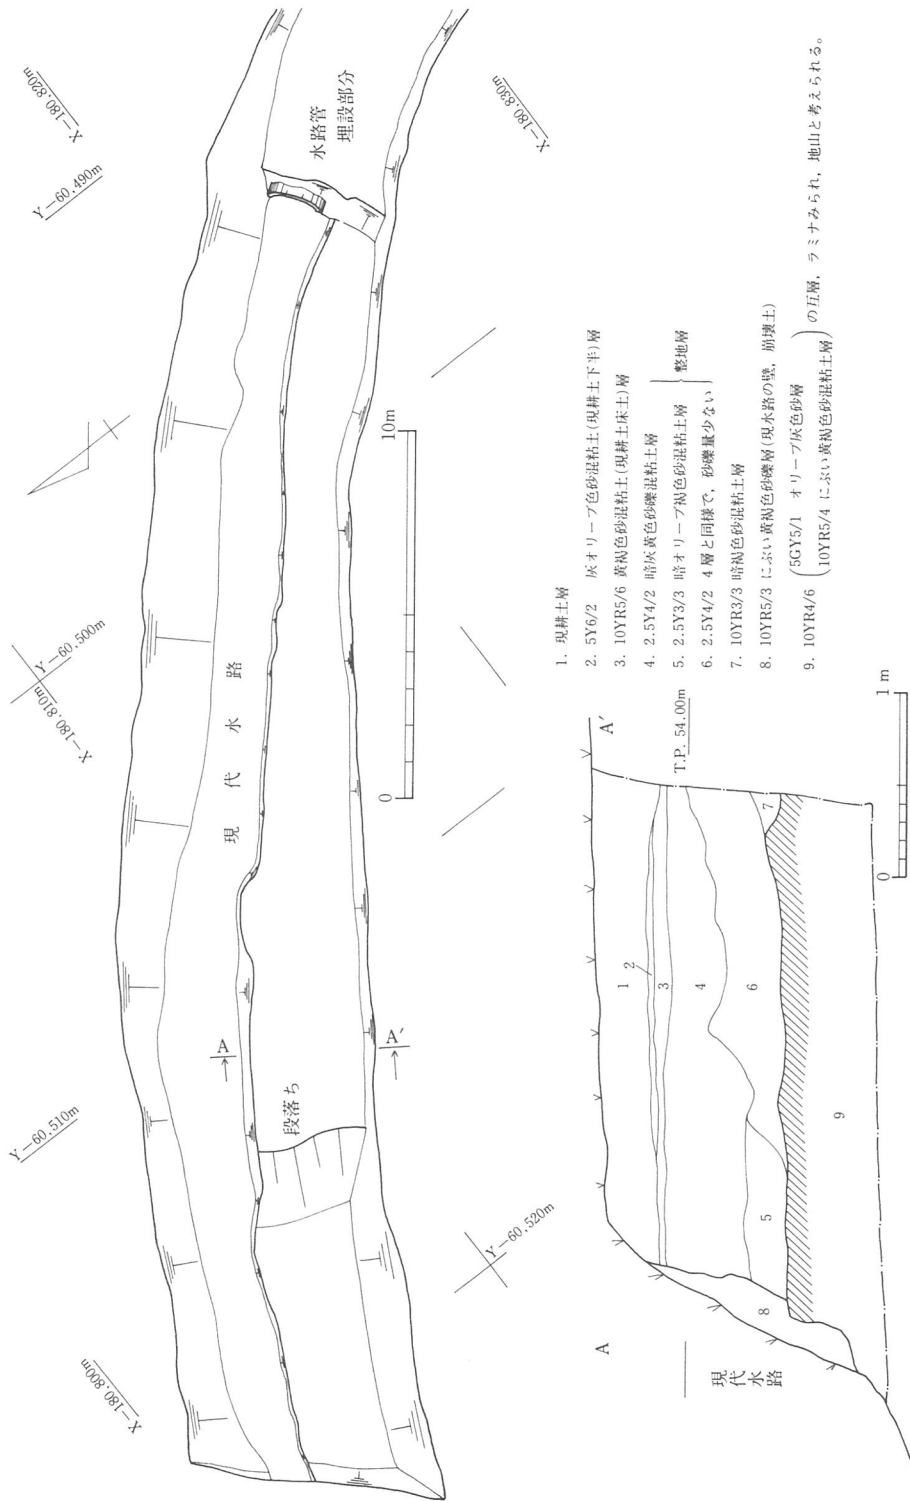 X−180,820m
Y−60,490m
X−180,830m
水路管
埋設部分
Y−60,500m
X−180,810m
現代水路
0
10m
A
A′
段落ち
Y−60,510m
Y−60,520m
X−180,800m
1. 現耕土層
2. 5Y6/2 灰オリーブ色砂混粘土(現耕土下半)層
3. 10YR5/6 黄褐色砂混粘土(現耕土床土)層
4. 2.5Y4/2 暗灰黄色砂礫混粘土層
5. 2.5Y3/3 暗オリーブ褐色砂混粘土層
6. 2.5Y4/2 4層と同様で，砂礫量少ない
整地層
7. 10YR3/3 暗褐色砂混粘土層
8. 10YR5/3 にぶい黄褐色砂礫層(現水路の壁，崩壊土)
9. 10YR4/6
(5GY5/1 オリーブ灰色砂層
10YR5/4 にぶい黄褐色砂混粘土層)
の互層，ラミナみられ，地山と考えられる。
A
A′
T.P. 54.00m
1
2
3
4
5
6
7
8
9
現代水路
0
1m